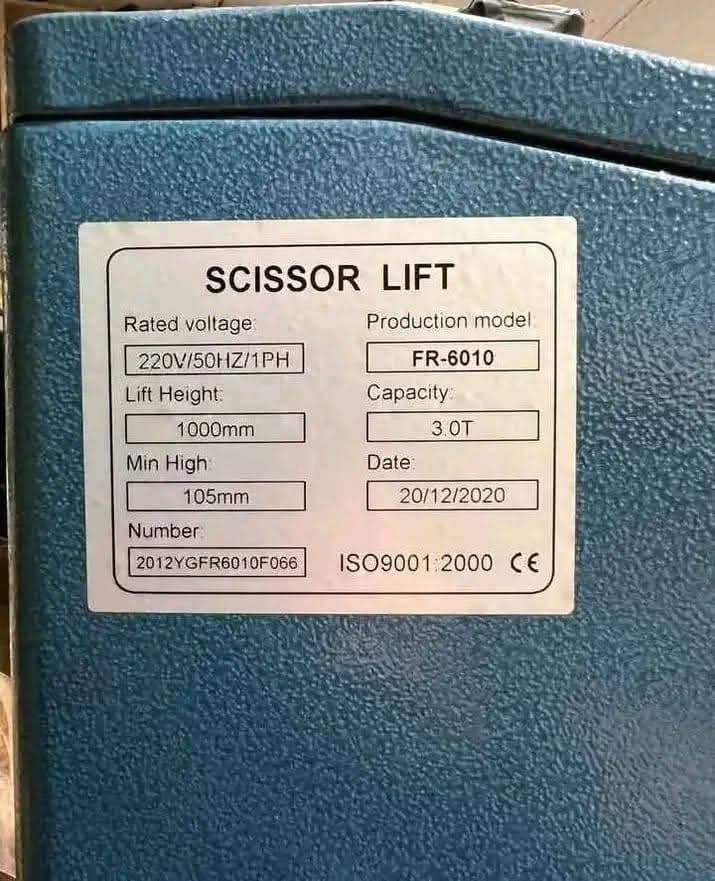 SCISSOR LIFT
Rated voltage: Production model:
220V/50HZ/1PH FR-6010
Lift Height: Capacity:
1000mm 3.0T
Min High: Date:
105mm 20/12/2020
Number:
2012YGFR6010F066 ISO9001:2000 CE